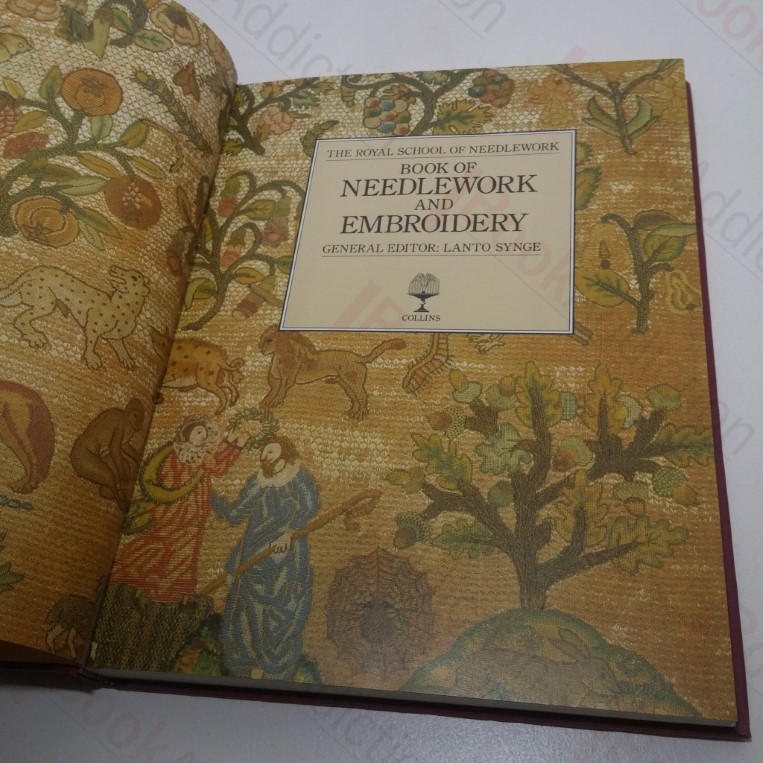 THE ROYAL SCHOOL OF NEEDLEWORK
BOOK OF
NEEDLEWORK
AND
EMBROIDERY
GENERAL EDITOR: LANTO SYNGE
COLLINS